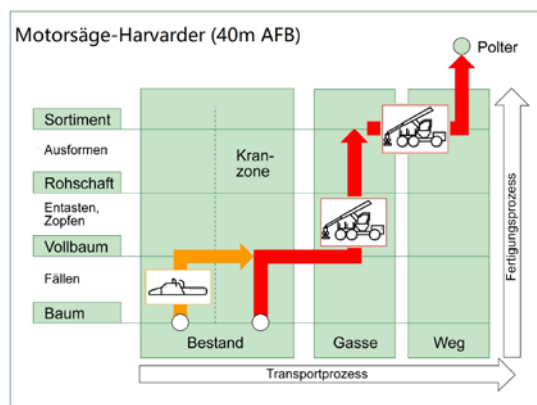 Motorsäge-Harvarder (40m AFB)
Polter
Sortiment
Ausformen
Kran-
zone
Rohschaft
Entasten,
Zopfen
Vollbaum
Fällen
Baum
Bestand
Gasse
Weg
Transportprozess
Fertigungsprozess